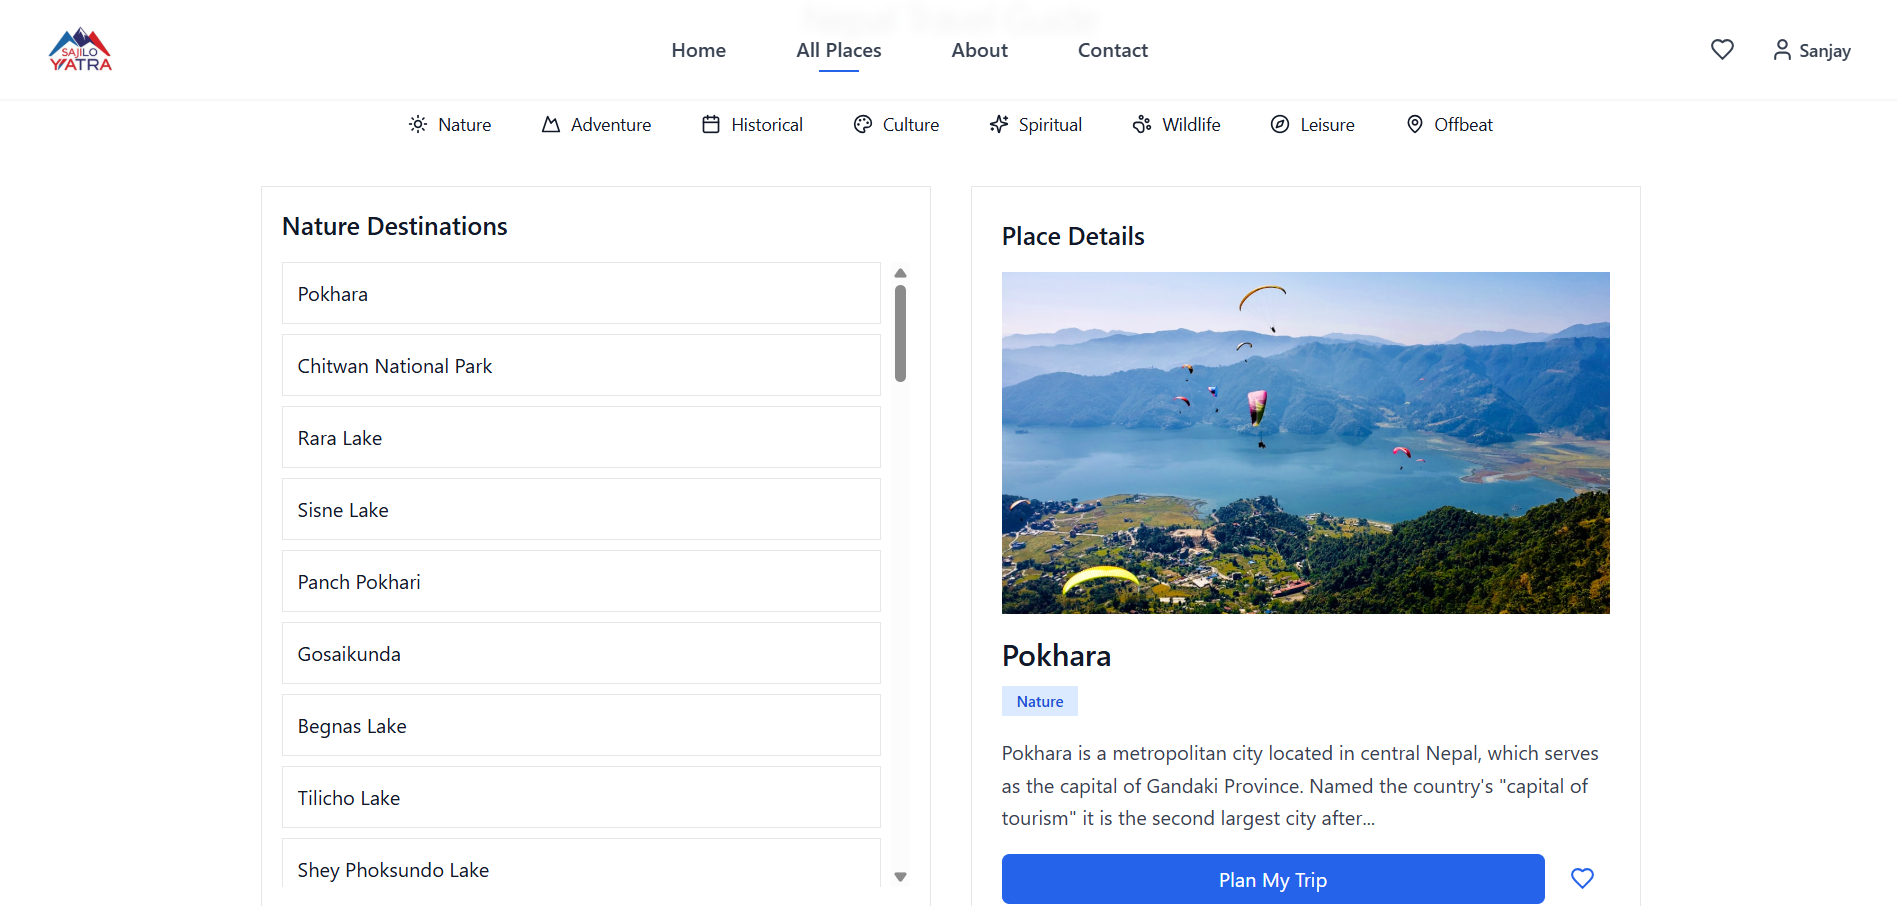 Nepal Travel Guide
SAJILO
YATRA
Home
All Places
About
Contact
Sanjay
Nature
Adventure
Historical
Culture
Spiritual
Wildlife
Leisure
Offbeat
Nature Destinations
Pokhara
Chitwan National Park
Rara Lake
Sisne Lake
Panch Pokhari
Gosaikunda
Begnas Lake
Tilicho Lake
Shey Phoksundo Lake
Place Details
Pokhara
Nature
Pokhara is a metropolitan city located in central Nepal, which serves
as the capital of Gandaki Province. Named the country's "capital of
tourism" it is the second largest city after...
Plan My Trip